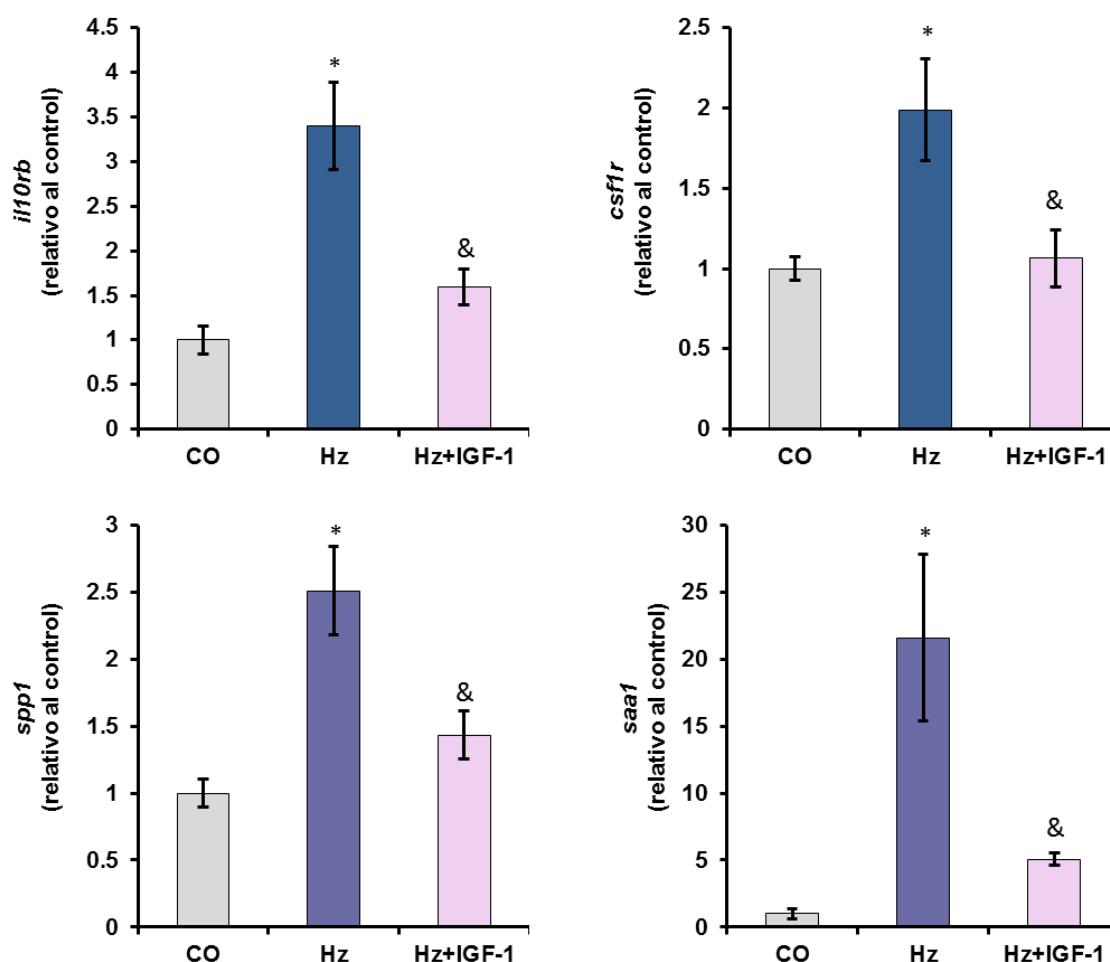 il10rb
(relativo al control)
4.5
4
3.5
3
2.5
2
1.5
1
0.5
0
*
&
CO
Hz
Hz+IGF-1
csf1r
(relativo al control)
2.5
2
1.5
1
0.5
0
*
&
CO
Hz
Hz+IGF-1
spp1
(relativo al control)
3
2.5
2
1.5
1
0.5
0
*
&
CO
Hz
Hz+IGF-1
saa1
(relativo al control)
30
25
20
15
10
5
0
*
&
CO
Hz
Hz+IGF-1